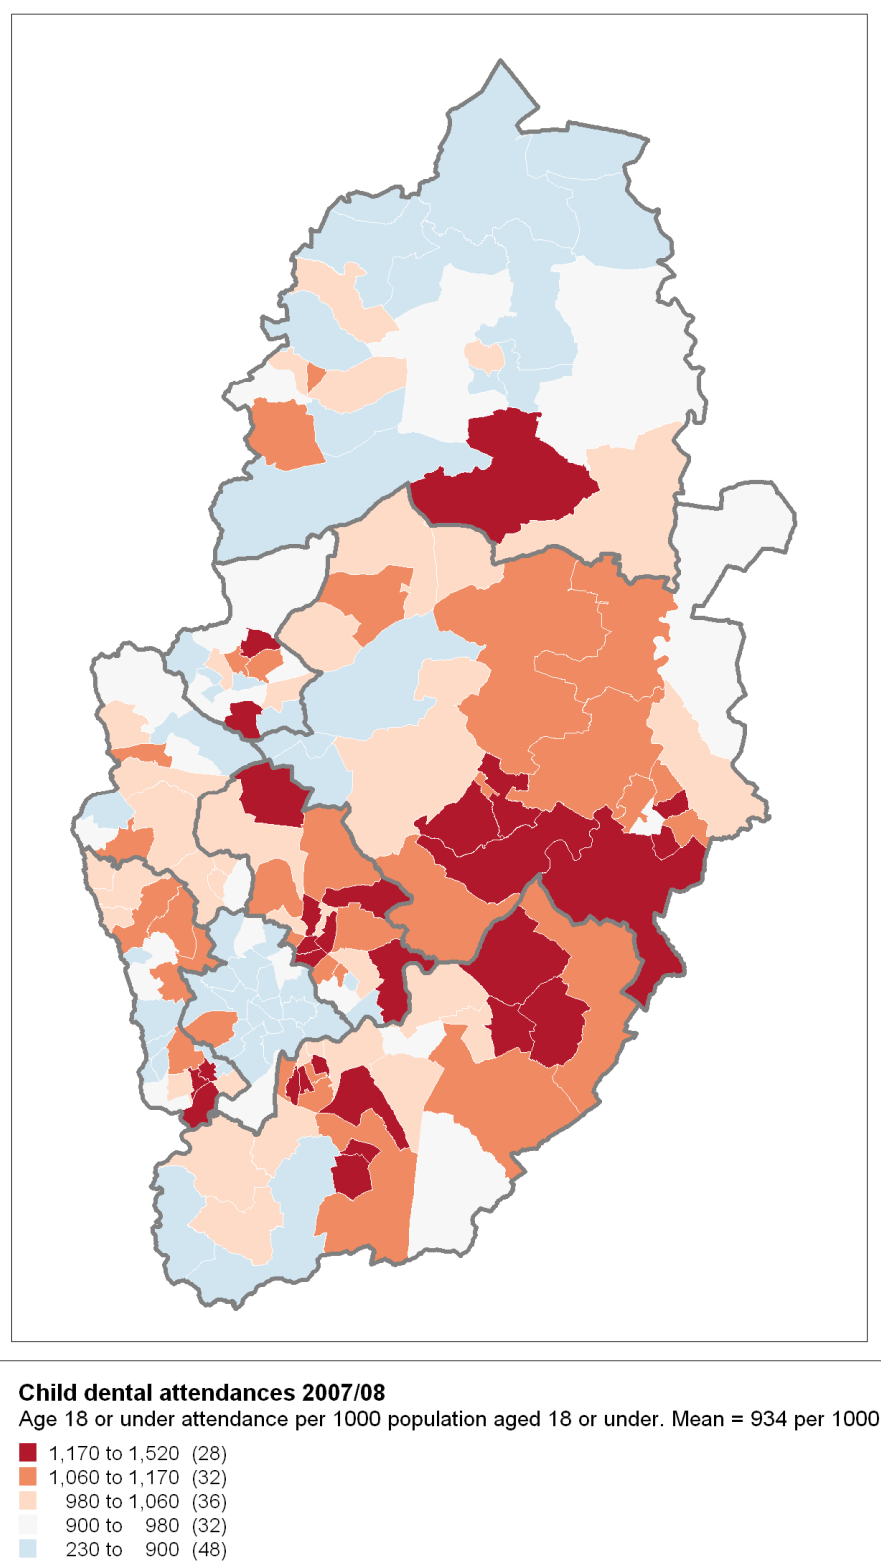 Child dental attendances 2007/08
Age 18 or under attendance per 1000 population aged 18 or under. Mean = 934 per 1000
1,170 to 1,520 (28)
1,060 to 1,170 (32)
980 to 1,060 (36)
900 to 980 (32)
230 to 900 (48)